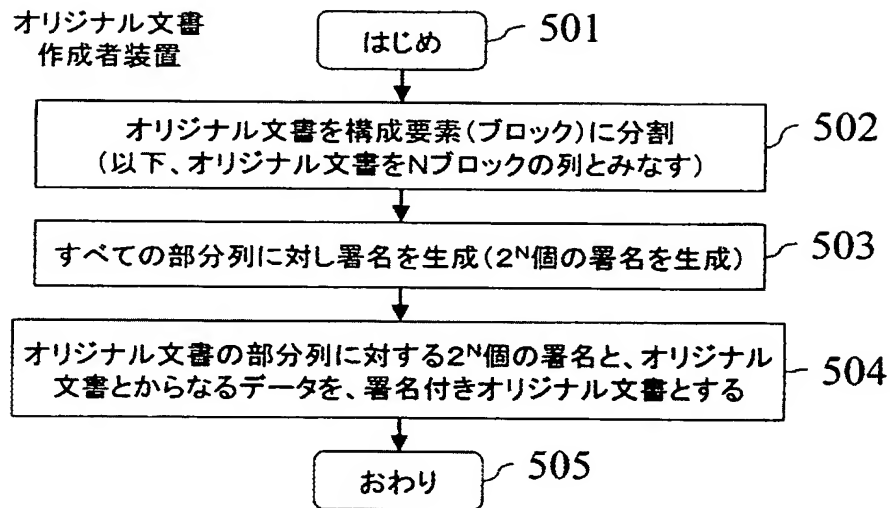 オリジナル文書
作成者装置
はじめ
501
オリジナル文書を構成要素(ブロック)に分割
(以下、オリジナル文書をNブロックの列とみなす)
502
すべての部分列に対し署名を生成(2ᴺ個の署名を生成)
503
オリジナル文書の部分列に対する2ᴺ個の署名と、オリジナル
文書とからなるデータを、署名付きオリジナル文書とする
504
おわり
505